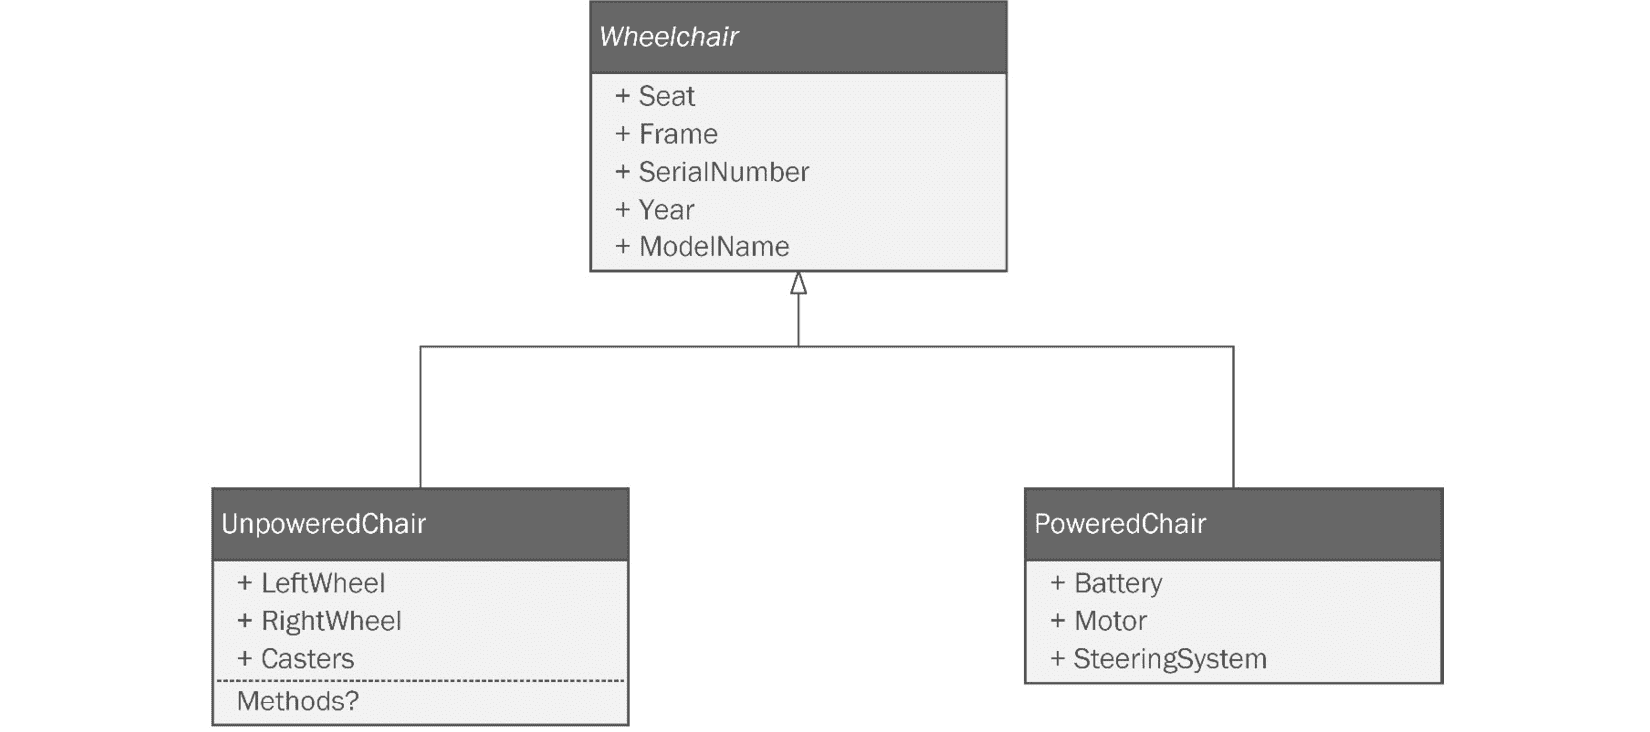 Wheelchair
+ Seat
+ Frame
+ SerialNumber
+ Year
+ ModelName
UnpoweredChair
+ LeftWheel
+ RightWheel
+ Casters
Methods?
PoweredChair
+ Battery
+ Motor
+ SteeringSystem